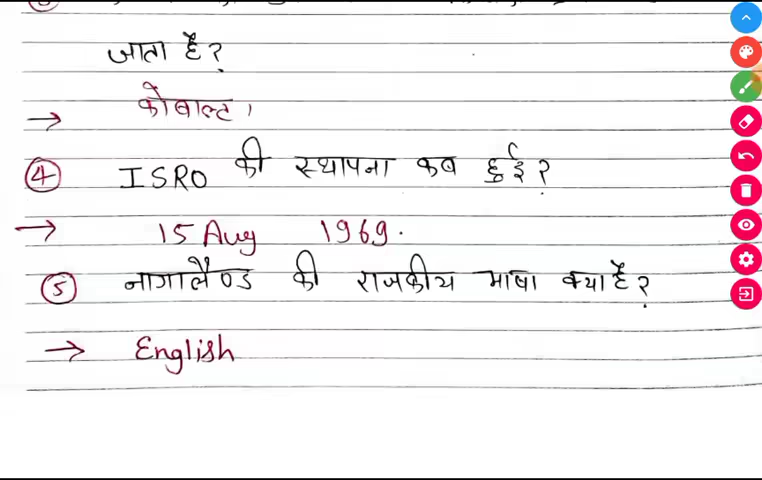 जाता है?
→ कोबाल्ट।
④ ISRO की स्थापना कब हुई?
→ 15 Aug 1969.
⑤ नागालैण्ड की राजकीय भाषा क्या है?
→ English